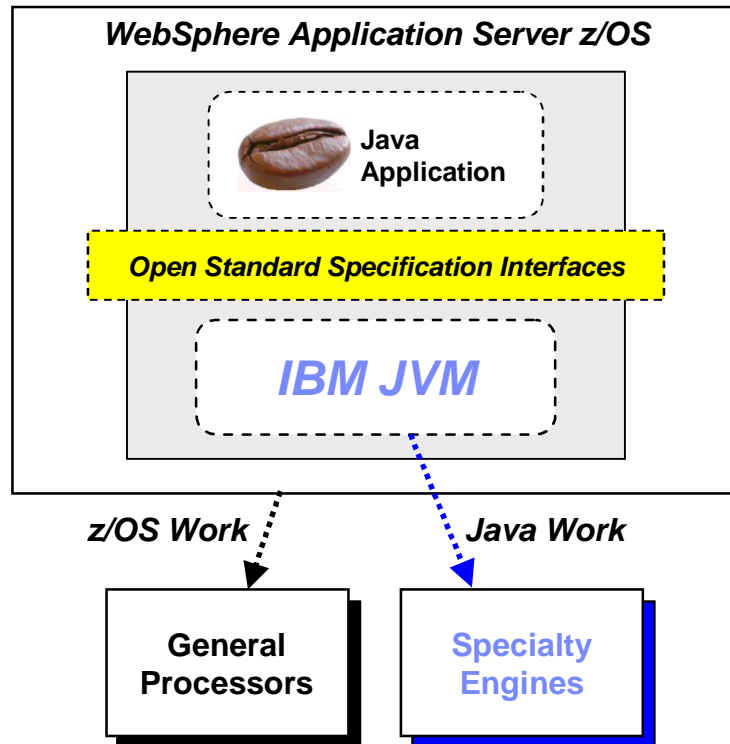 WebSphere Application Server z/OS
Java
Application
Open Standard Specification Interfaces
IBM JVM
z/OS Work
Java Work
General
Processors
Specialty
Engines